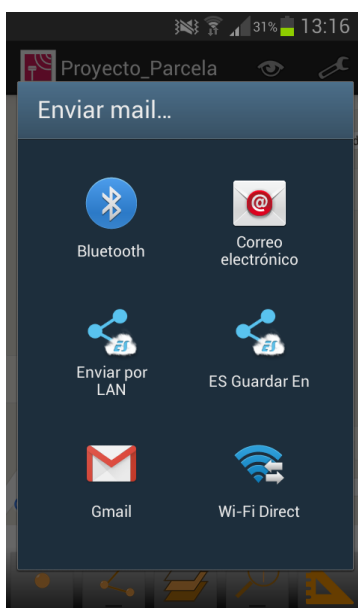 31% 13:16
Proyecto_Parcela
Enviar mail...
Bluetooth
Correo
electrónico
Enviar por
LAN
ES Guardar En
Gmail
Wi-Fi Direct